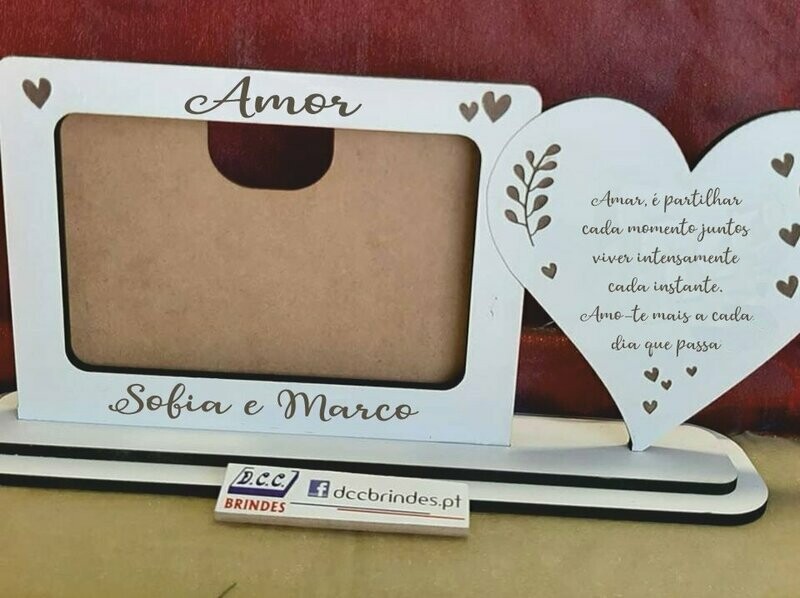 Amor
Sofia e Marco
Amar, é partilhar
cada momento juntos
viver intensamente
cada instante.
Amo-te mais a cada
dia que passa
D.C.C.
BRINDES
f dccbrindes.pt